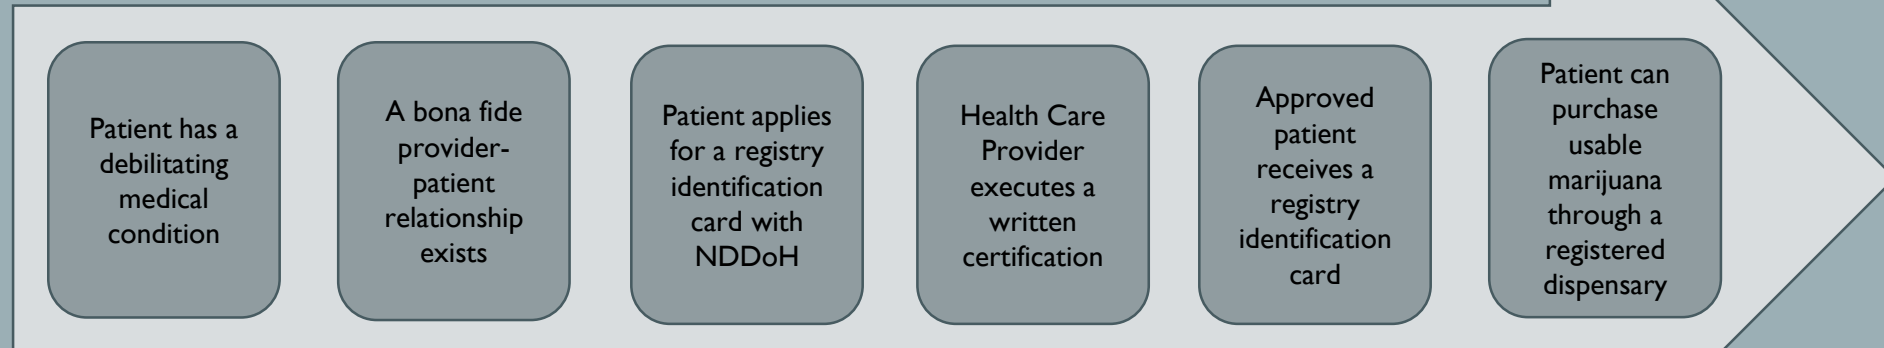 Patient has a
debilitating
medical
condition
A bona fide
provider-
patient
relationship
exists
Patient applies
for a registry
identification
card with
NDDoH
Health Care
Provider
executes a
written
certification
Approved
patient
receives a
registry
identification
card
Patient can
purchase
usable
marijuana
through a
registered
dispensary